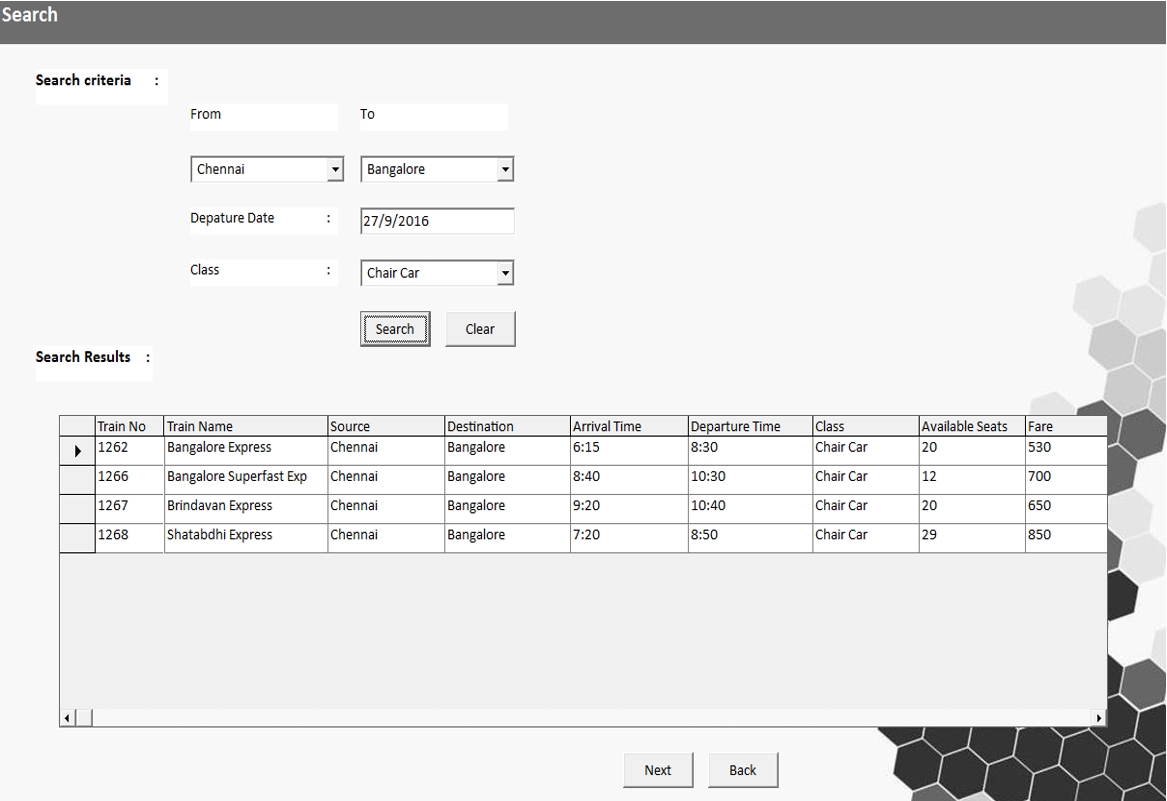 Search
Search criteria :
From To
Chennai Bangalore
Depature Date : 27/9/2016
Class : Chair Car
Search Clear
Search Results :
Train No Train Name Source Destination Arrival Time Departure Time Class Available Seats Fare
1262 Bangalore Express Chennai Bangalore 6:15 8:30 Chair Car 20 530
1266 Bangalore Superfast Exp Chennai Bangalore 8:40 10:30 Chair Car 12 700
1267 Brindavan Express Chennai Bangalore 9:20 10:40 Chair Car 20 650
1268 Shatabdhi Express Chennai Bangalore 7:20 8:50 Chair Car 29 850
Next Back